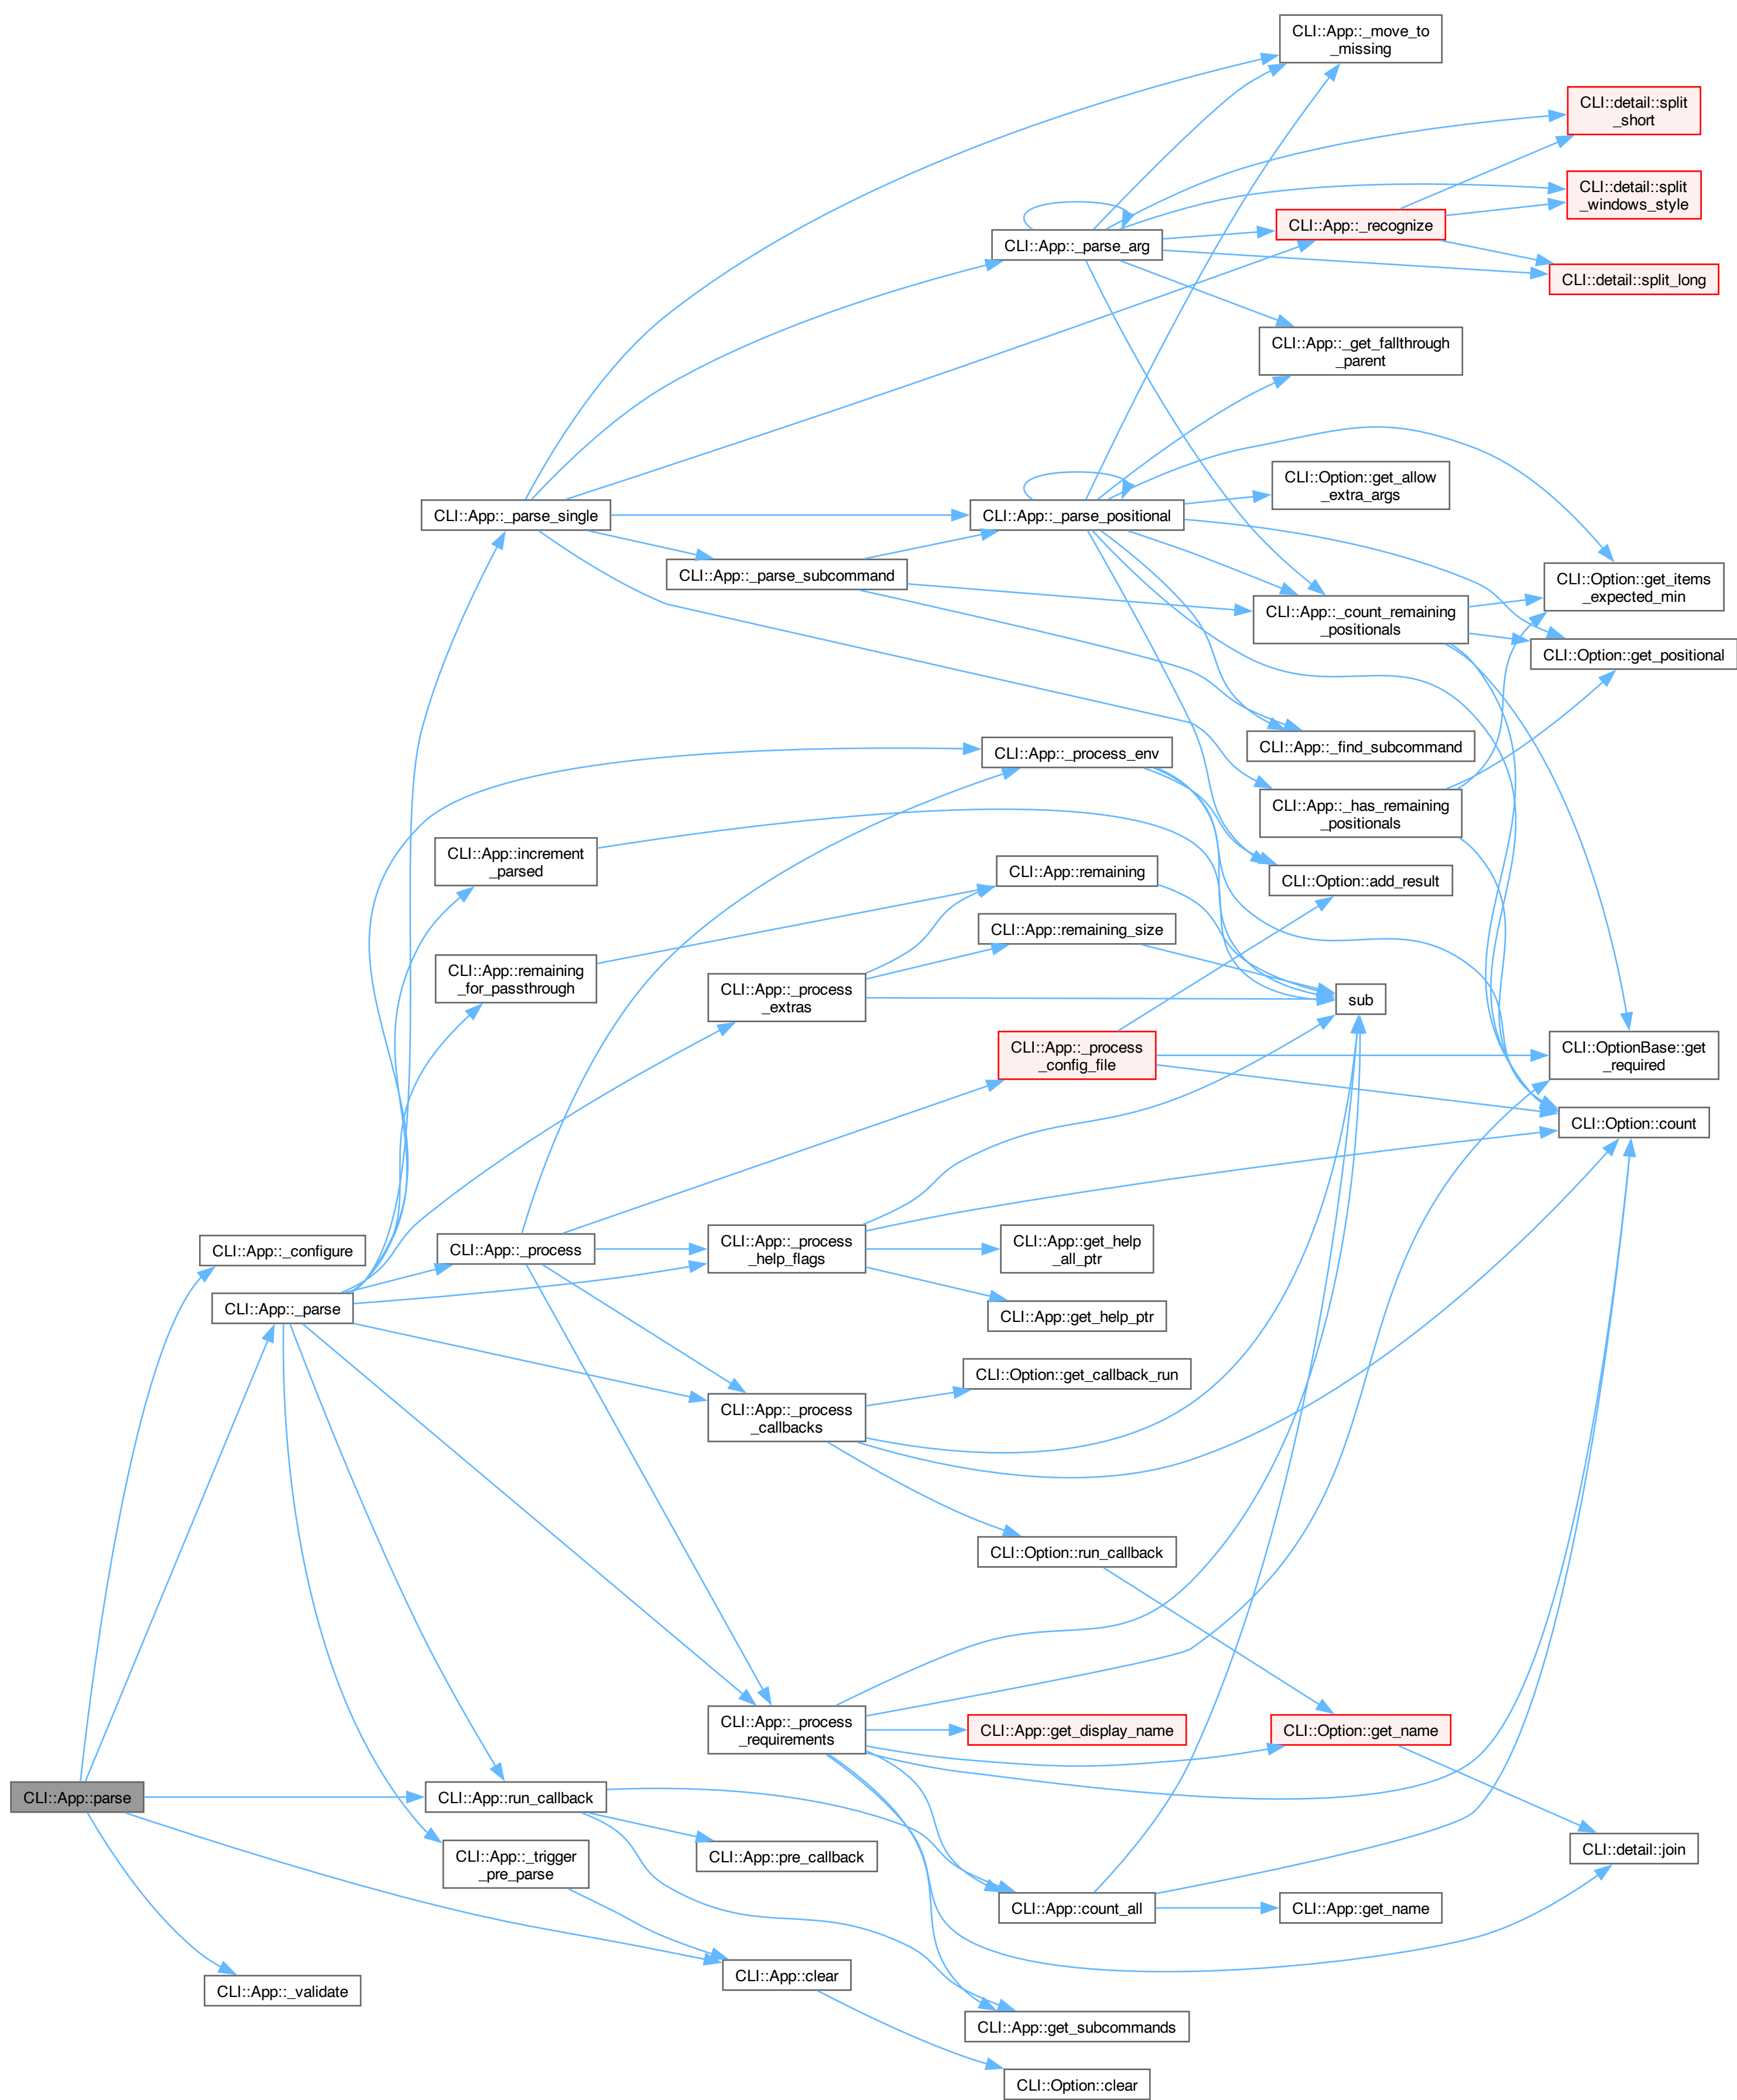 CLI::App::_move_to
_missing
CLI::detail::split
_short
CLI::detail::split
_windows_style
CLI::App::_recognize
CLI::App::_parse_arg
CLI::detail::split_long
CLI::App::_get_fallthrough
_parent
CLI::Option::get_allow
_extra_args
CLI::App::_parse_single
CLI::App::_parse_positional
CLI::App::_parse_subcommand
CLI::Option::get_items
_expected_min
CLI::App::_count_remaining
_positionals
CLI::Option::get_positional
CLI::App::_find_subcommand
CLI::App::_process_env
CLI::App::_has_remaining
_positionals
CLI::App::increment
_parsed
CLI::App::remaining
CLI::Option::add_result
CLI::App::remaining_size
CLI::App::remaining
_for_passthrough
CLI::App::_process
_extras
sub
CLI::App::_process
_config_file
CLI::OptionBase::get
_required
CLI::Option::count
CLI::App::_configure
CLI::App::_process
CLI::App::_process
_help_flags
CLI::App::get_help
_all_ptr
CLI::App::_parse
CLI::App::get_help_ptr
CLI::Option::get_callback_run
CLI::App::_process
_callbacks
CLI::Option::run_callback
CLI::App::_process
_requirements
CLI::App::get_display_name
CLI::Option::get_name
CLI::App::parse
CLI::App::run_callback
CLI::App::_trigger
_pre_parse
CLI::App::pre_callback
CLI::detail::join
CLI::App::count_all
CLI::App::get_name
CLI::App::clear
CLI::App::_validate
CLI::App::get_subcommands
CLI::Option::clear